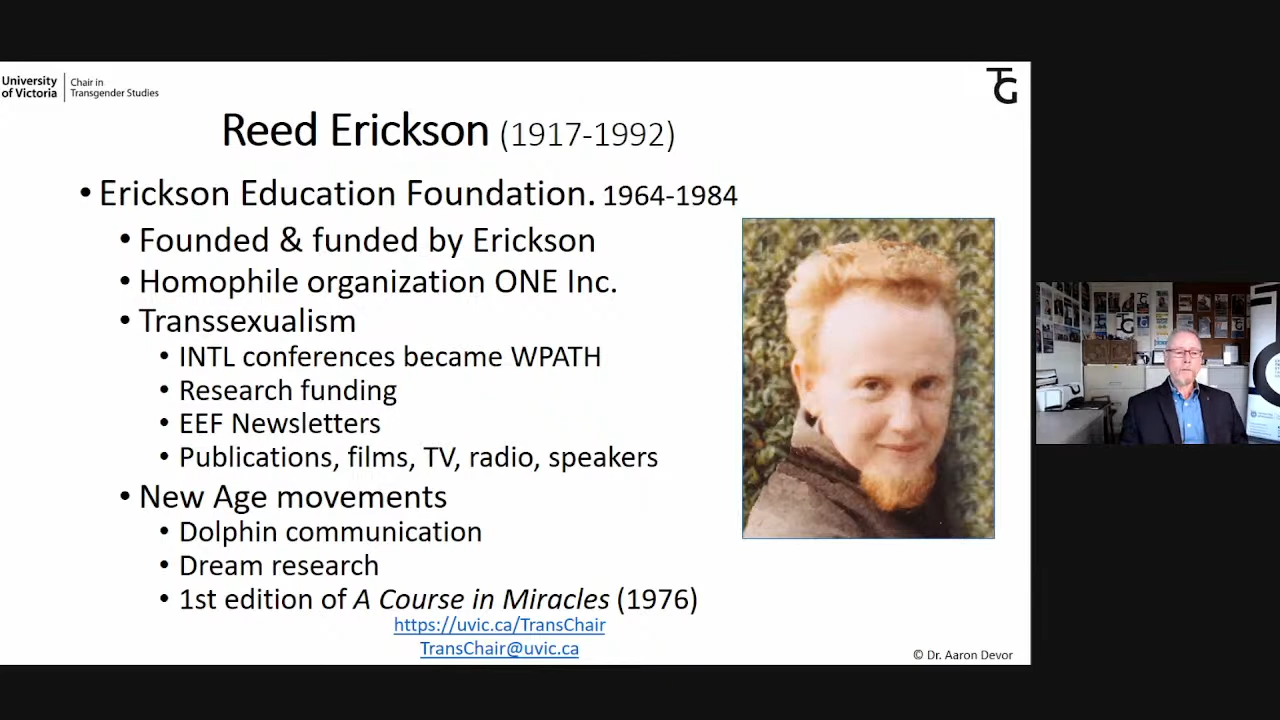 University
of Victoria
Chair in
Transgender Studies
TG
Reed Erickson (1917-1992)
• Erickson Education Foundation. 1964-1984
• Founded & funded by Erickson
• Homophile organization ONE Inc.
• Transsexualism
• INTL conferences became WPATH
• Research funding
• EEF Newsletters
• Publications, films, TV, radio, speakers
• New Age movements
• Dolphin communication
• Dream research
• 1st edition of A Course in Miracles (1976)
https://uvic.ca/TransChair
TransChair@uvic.ca
© Dr. Aaron Devor